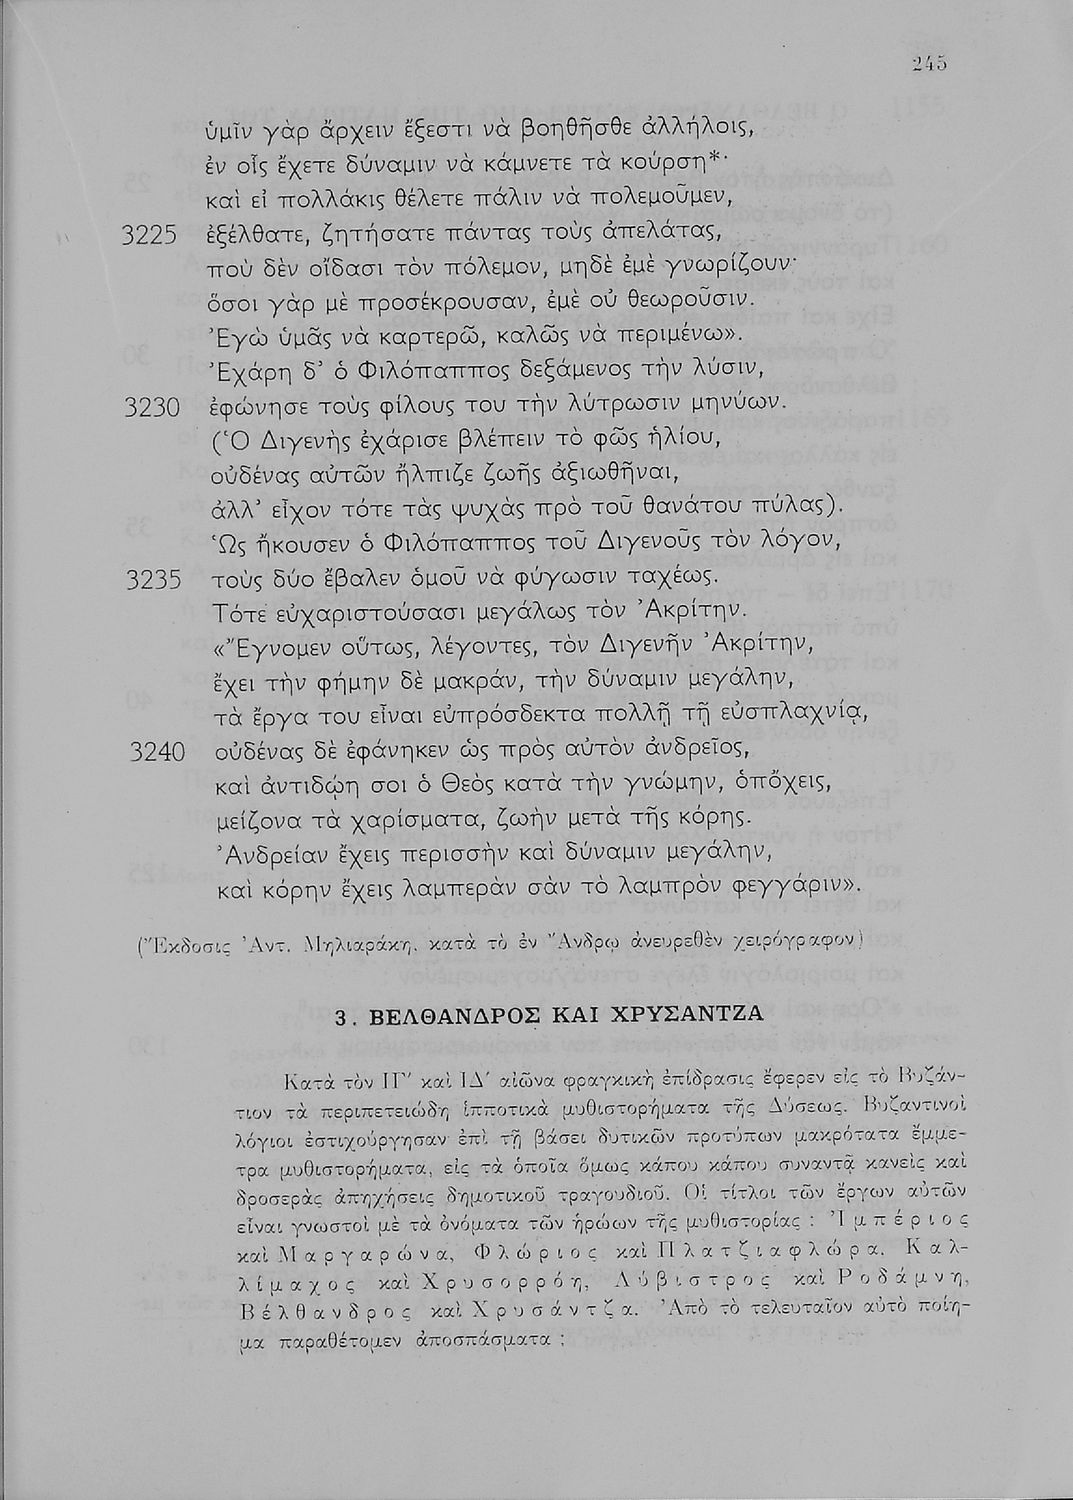 245
ὑμῖν γὰρ ἄρχειν ἔξεστι νὰ βοηθῆσθε ἀλλήλοις,
ἐν οἷς ἔχετε δύναμιν νὰ κάμνετε τὰ κούρση*·
καὶ εἰ πολλάκις θέλετε πάλιν νὰ πολεμοῦμεν,
3225 ἐξέλθατε, ζητήσατε πάντας τοὺς ἀπελάτας,
ποὺ δὲν οἴδασι τὸν πόλεμον, μηδὲ ἐμὲ γνωρίζουν·
ὅσοι γὰρ μὲ προσέκρουσαν, ἐμὲ οὐ θεωροῦσιν.
Ἐγὼ ὑμᾶς νὰ καρτερῶ, καλῶς νὰ περιμένω».
Ἐχάρη δ’ ὁ Φιλόπαππος δεξάμενος τὴν λύσιν,
3230 ἐφώνησε τοὺς φίλους του τὴν λύτρωσιν μηνύων.
(Ὁ Διγενὴς ἐχάρισε βλέπειν τὸ φῶς ἡλίου,
οὐδένας αὐτῶν ἤλπιζε ζωῆς ἀξιωθῆναι,
ἀλλ’ εἶχον τότε τὰς ψυχὰς πρὸ τοῦ θανάτου πύλας).
Ὡς ἤκουσεν ὁ Φιλόπαππος τοῦ Διγενοῦς τὸν λόγον,
3235 τοὺς δύο ἔβαλεν ὁμοῦ νὰ φύγωσιν ταχέως.
Τότε εὐχαριστούσασι μεγάλως τὸν Ἀκρίτην.
«Ἔγνομεν οὕτως, λέγοντες, τὸν Διγενῆν Ἀκρίτην,
ἔχει τὴν φήμην δὲ μακράν, τὴν δύναμιν μεγάλην,
τὰ ἔργα του εἶναι εὐπρόσδεκτα πολλῇ τῇ εὐσπλαχνίᾳ,
3240 οὐδένας δὲ ἐφάνηκεν ὡς πρὸς αὐτὸν ἀνδρεῖος,
καὶ ἀντιδώῃ σοι ὁ Θεὸς κατὰ τὴν γνώμην, ὁπὄχεις,
μείζονα τὰ χαρίσματα, ζωὴν μετὰ τῆς κόρης.
Ἀνδρείαν ἔχεις περισσὴν καὶ δύναμιν μεγάλην,
καὶ κόρην ἔχεις λαμπερὰν σὰν τὸ λαμπρὸν φεγγάριν».
(Ἔκδοσις Ἀντ. Μηλιαράκη, κατὰ τὸ ἐν Ἄνδρῳ ἀνευρεθὲν χειρόγραφον)
3. ΒΕΛΘΑΝΔΡΟΣ ΚΑΙ ΧΡΥΣΑΝΤΖΑ
Κατὰ τὸν ΙΓ′ καὶ ΙΔ′ αἰῶνα φραγκικὴ ἐπίδρασις ἔφερεν εἰς τὸ Βυζάν-
τιον τὰ περιπετειώδη ἱπποτικὰ μυθιστορήματα τῆς Δύσεως. Βυζαντινοὶ
λόγιοι ἐστιχούργησαν ἐπὶ τῇ βάσει δυτικῶν προτύπων μακρότατα ἔμμε-
τρα μυθιστορήματα, εἰς τὰ ὁποῖα ὅμως κάπου κάπου συναντᾷ κανεὶς καὶ
δροσερὰς ἀπηχήσεις δημοτικοῦ τραγουδιοῦ. Οἱ τίτλοι τῶν ἔργων αὐτῶν
εἶναι γνωστοὶ μὲ τὰ ὀνόματα τῶν ἡρώων τῆς μυθιστορίας : Ἰμπέριος
καὶ Μαργαρώνα, Φλώριος καὶ Πλατζιαφλώρα, Καλ-
λίμαχος καὶ Χρυσορρόη, Λύβιστρος καὶ Ροδάμνη,
Βέλθανδρος καὶ Χρυσάντζα. Ἀπὸ τὸ τελευταῖον αὐτὸ ποίη-
μα παραθέτομεν ἀποσπάσματα :